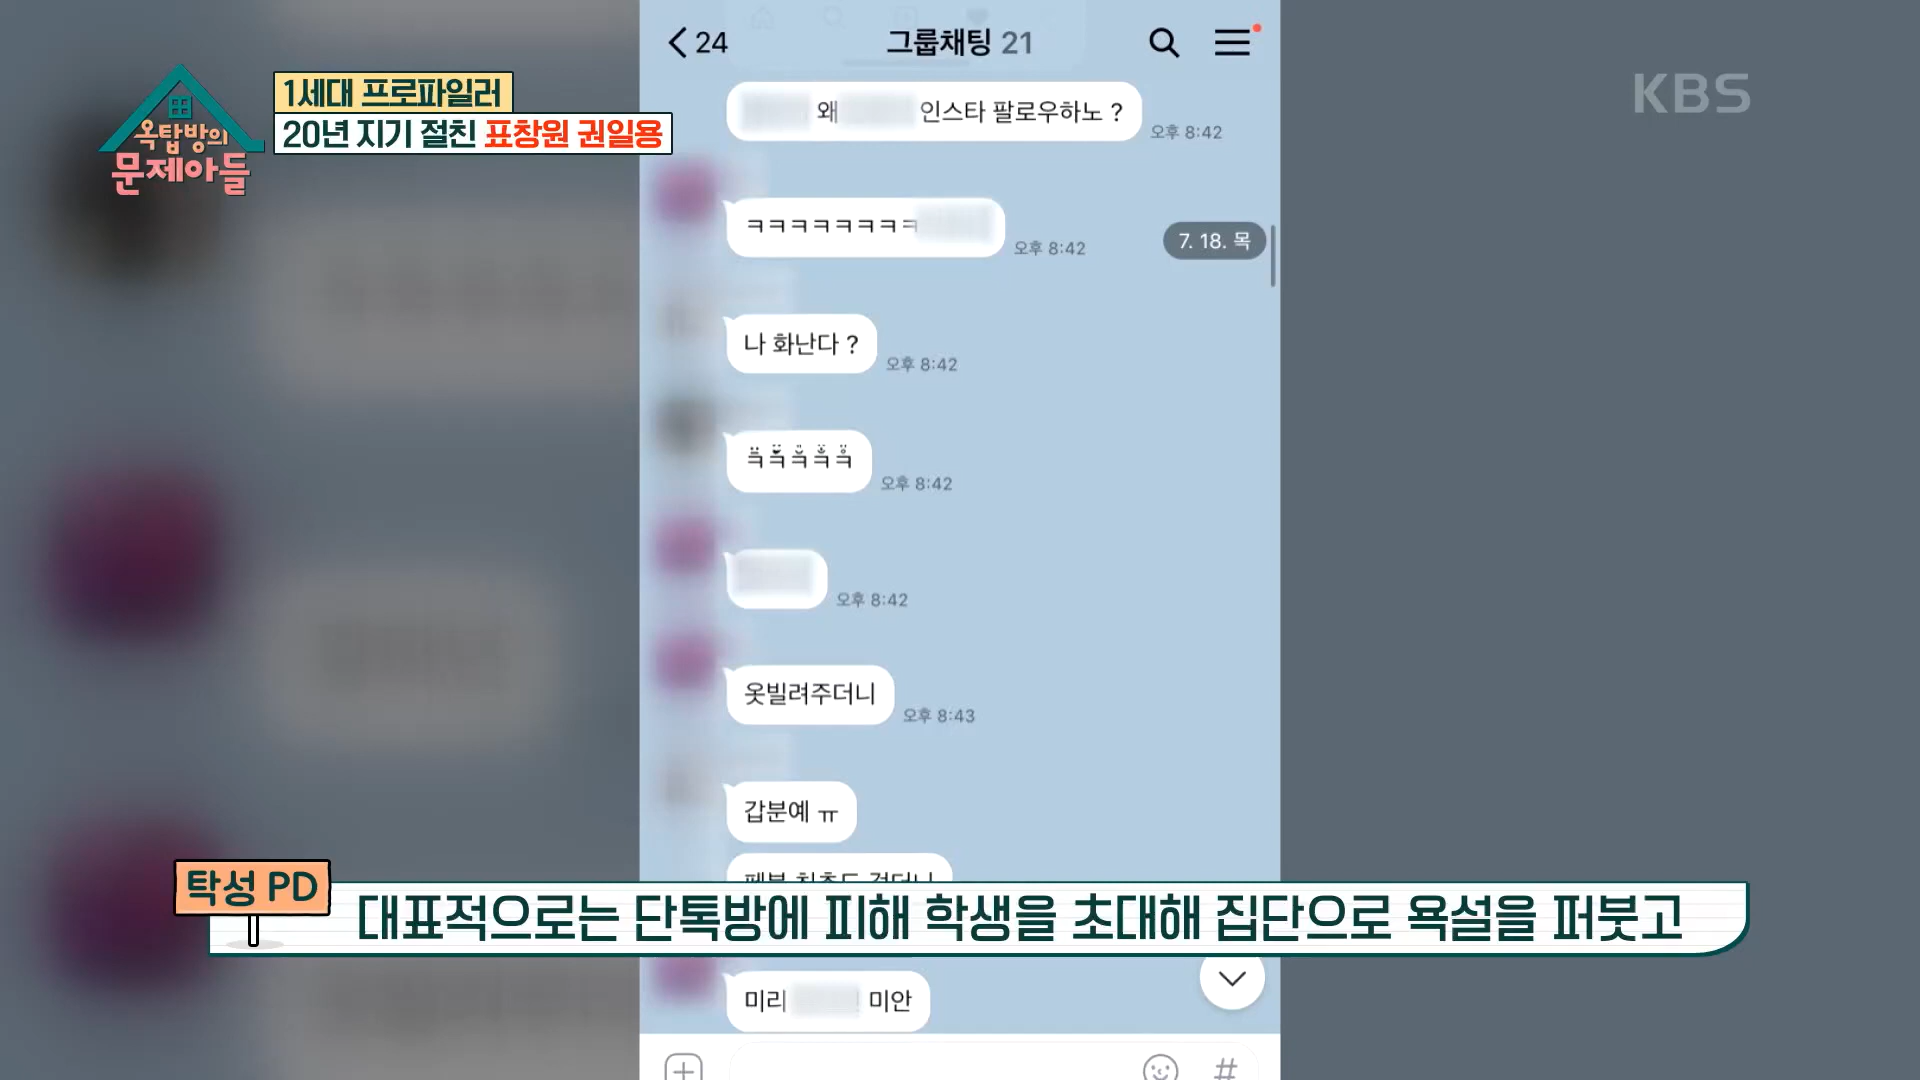 옥탑방의
문제아들
1세대 프로파일러
20년 지기 절친 표창원 권일용
KBS
24
그룹채팅 21
왜 인스타 팔로우하노 ?
오후 8:42
ㅋㅋㅋㅋㅋㅋㅋㅋ
오후 8:42
7. 18. 목
나 화난다 ?
오후 8:42
ㅋㅋㅋㅋㅋ
오후 8:42
오후 8:42
옷빌려주더니
오후 8:43
갑분예 ㅠ
탁성 PD
대표적으로는 단톡방에 피해 학생을 초대해 집단으로 욕설을 퍼붓고
미리 미안
#